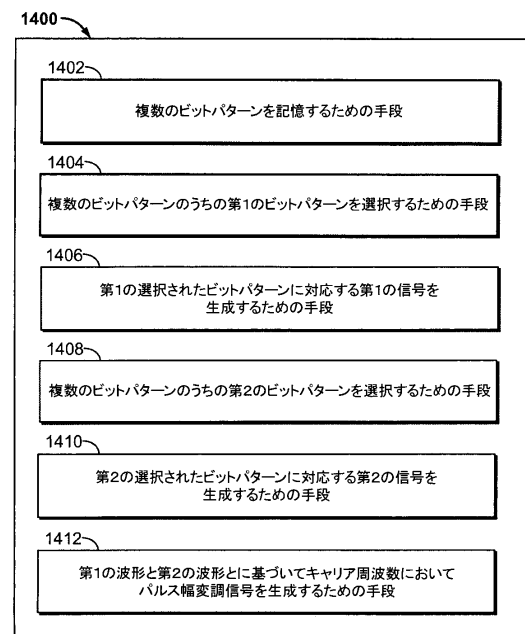 1400
1402
複数のビットパターンを記憶するための手段
1404
複数のビットパターンのうちの第1のビットパターンを選択するための手段
1406
第1の選択されたビットパターンに対応する第1の信号を
生成するための手段
1408
複数のビットパターンのうちの第2のビットパターンを選択するための手段
1410
第2の選択されたビットパターンに対応する第2の信号を
生成するための手段
1412
第1の波形と第2の波形とに基づいてキャリア周波数において
パルス幅変調信号を生成するための手段